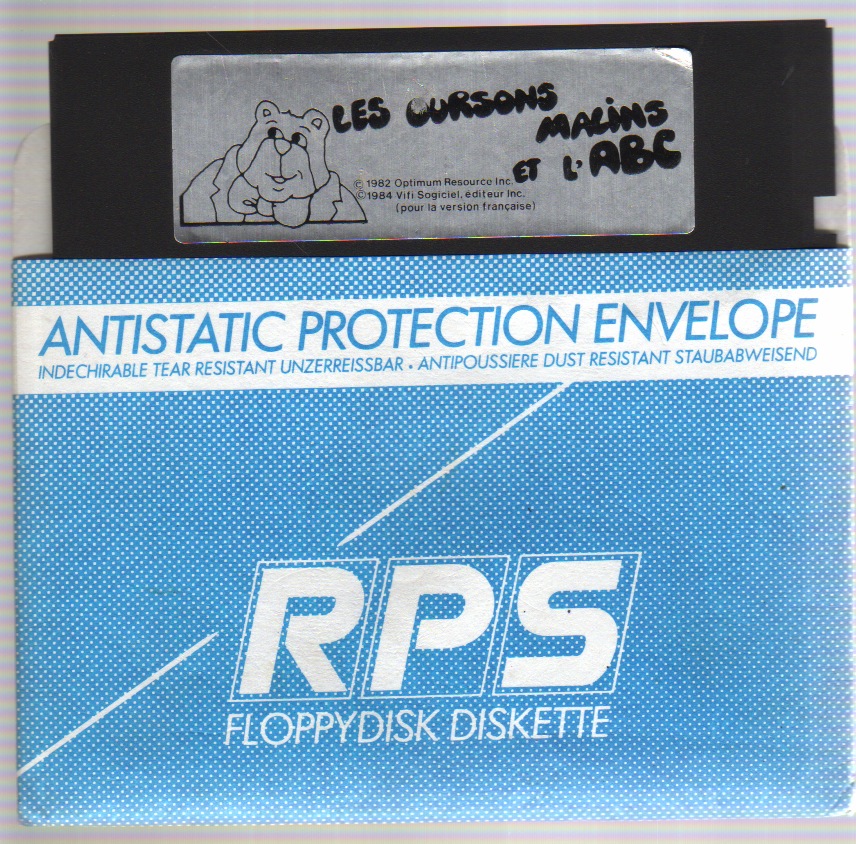 LES OURSONS
MALINS
ET L'ABC
© 1982 Optimum Resource Inc.
©1984 Vifi Sogiciel, éditeur Inc.
(pour la version française)
ANTISTATIC PROTECTION ENVELOPE
INDECHIRABLE TEAR RESISTANT UNZERREISSBAR • ANTIPOUSSIERE DUST RESISTANT STAUBABWEISEND
RPS
FLOPPYDISK DISKETTE